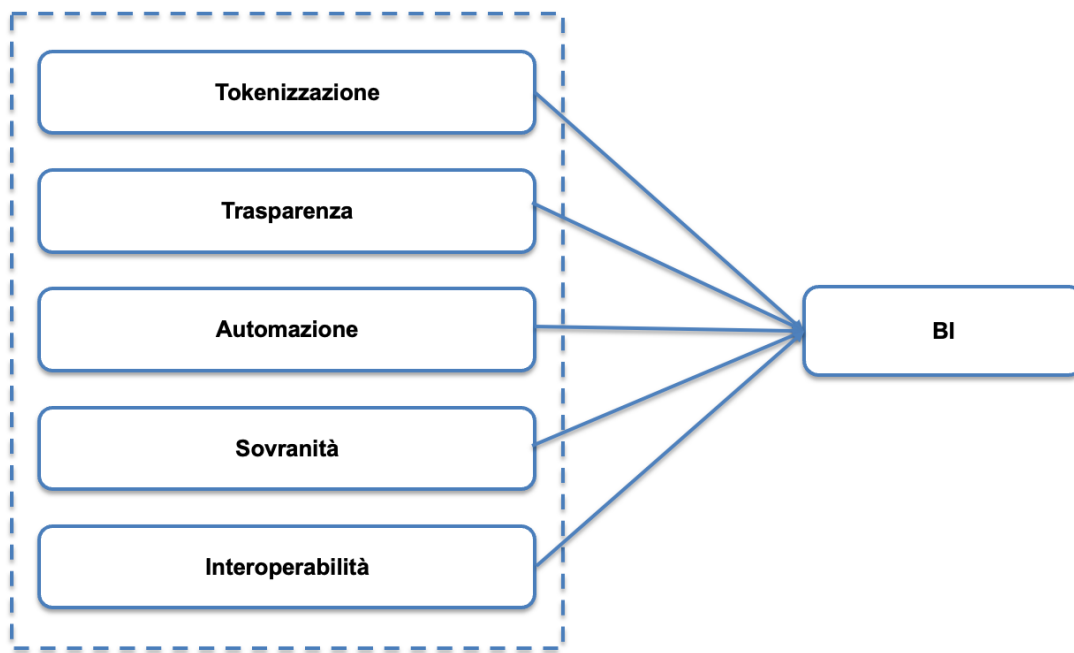 Tokenizzazione
Trasparenza
Automazione
Sovranità
Interoperabilità
BI